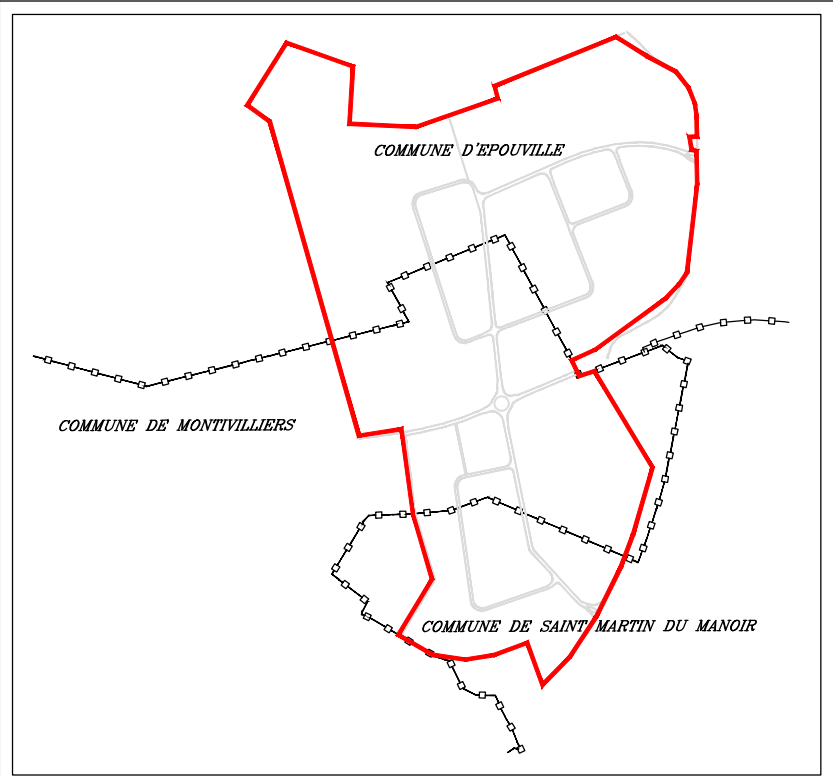 COMMUNE D'EPOUVILLE
COMMUNE DE MONTIVILLIERS
COMMUNE DE SAINT MARTIN DU MANOIR